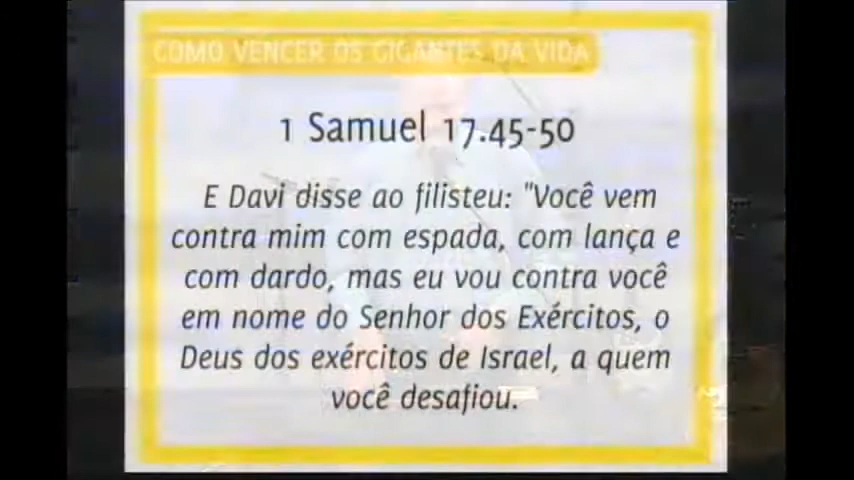 COMO VENCER OS GIGANTES DA VIDA
1 Samuel 17.45-50
E Davi disse ao filisteu: "Você vem
contra mim com espada, com lança e
com dardo, mas eu vou contra você
em nome do Senhor dos Exércitos, o
Deus dos exércitos de Israel, a quem
você desafiou.